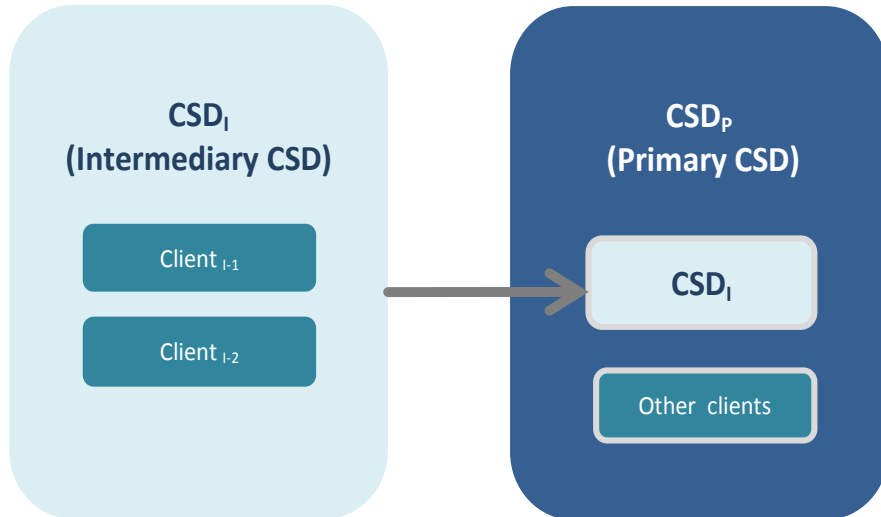 CSDI
(Intermediary CSD)
Client I-1
Client I-2
CSDP
(Primary CSD)
CSDI
Other clients